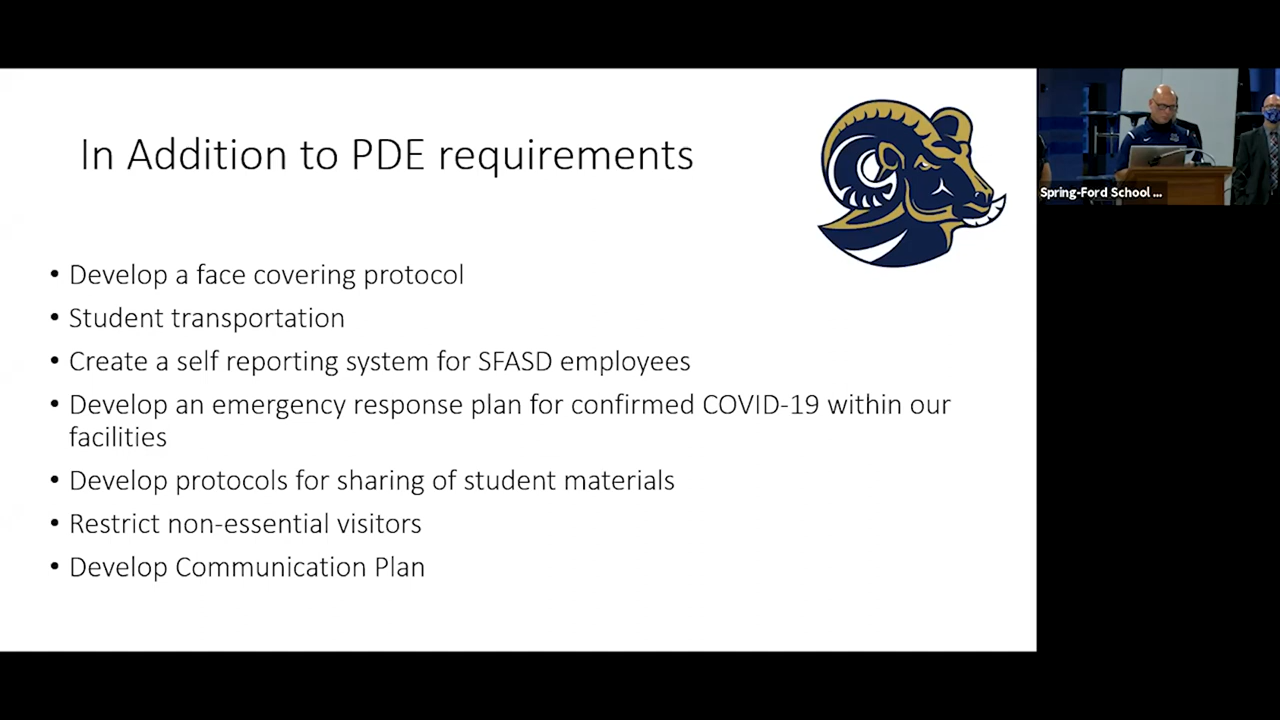 In Addition to PDE requirements
• Develop a face covering protocol
• Student transportation
• Create a self reporting system for SFASD employees
• Develop an emergency response plan for confirmed COVID-19 within our
facilities
• Develop protocols for sharing of student materials
• Restrict non-essential visitors
• Develop Communication Plan
Spring-Ford School ...